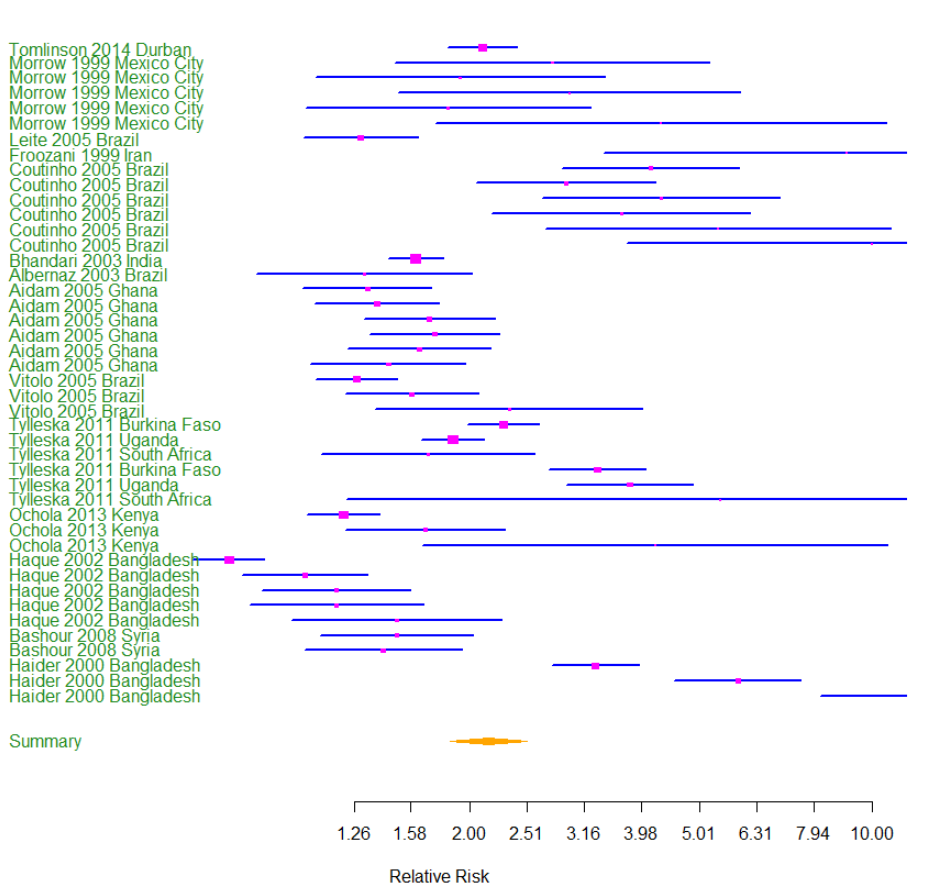 Tomlinson 2014 Durban
Morrow 1999 Mexico City
Morrow 1999 Mexico City
Morrow 1999 Mexico City
Morrow 1999 Mexico City
Morrow 1999 Mexico City
Leite 2005 Brazil
Froozani 1999 Iran
Coutinho 2005 Brazil
Coutinho 2005 Brazil
Coutinho 2005 Brazil
Coutinho 2005 Brazil
Coutinho 2005 Brazil
Coutinho 2005 Brazil
Bhandari 2003 India
Albernaz 2003 Brazil
Aidam 2005 Ghana
Aidam 2005 Ghana
Aidam 2005 Ghana
Aidam 2005 Ghana
Aidam 2005 Ghana
Aidam 2005 Ghana
Vitolo 2005 Brazil
Vitolo 2005 Brazil
Vitolo 2005 Brazil
Tylleska 2011 Burkina Faso
Tylleska 2011 Uganda
Tylleska 2011 South Africa
Tylleska 2011 Burkina Faso
Tylleska 2011 Uganda
Tylleska 2011 South Africa
Ochola 2013 Kenya
Ochola 2013 Kenya
Ochola 2013 Kenya
Haque 2002 Bangladesh
Haque 2002 Bangladesh
Haque 2002 Bangladesh
Haque 2002 Bangladesh
Haque 2002 Bangladesh
Bashour 2008 Syria
Bashour 2008 Syria
Haider 2000 Bangladesh
Haider 2000 Bangladesh
Haider 2000 Bangladesh
Summary
1.26 1.58 2.00 2.51 3.16 3.98 5.01 6.31 7.94 10.00
Relative Risk